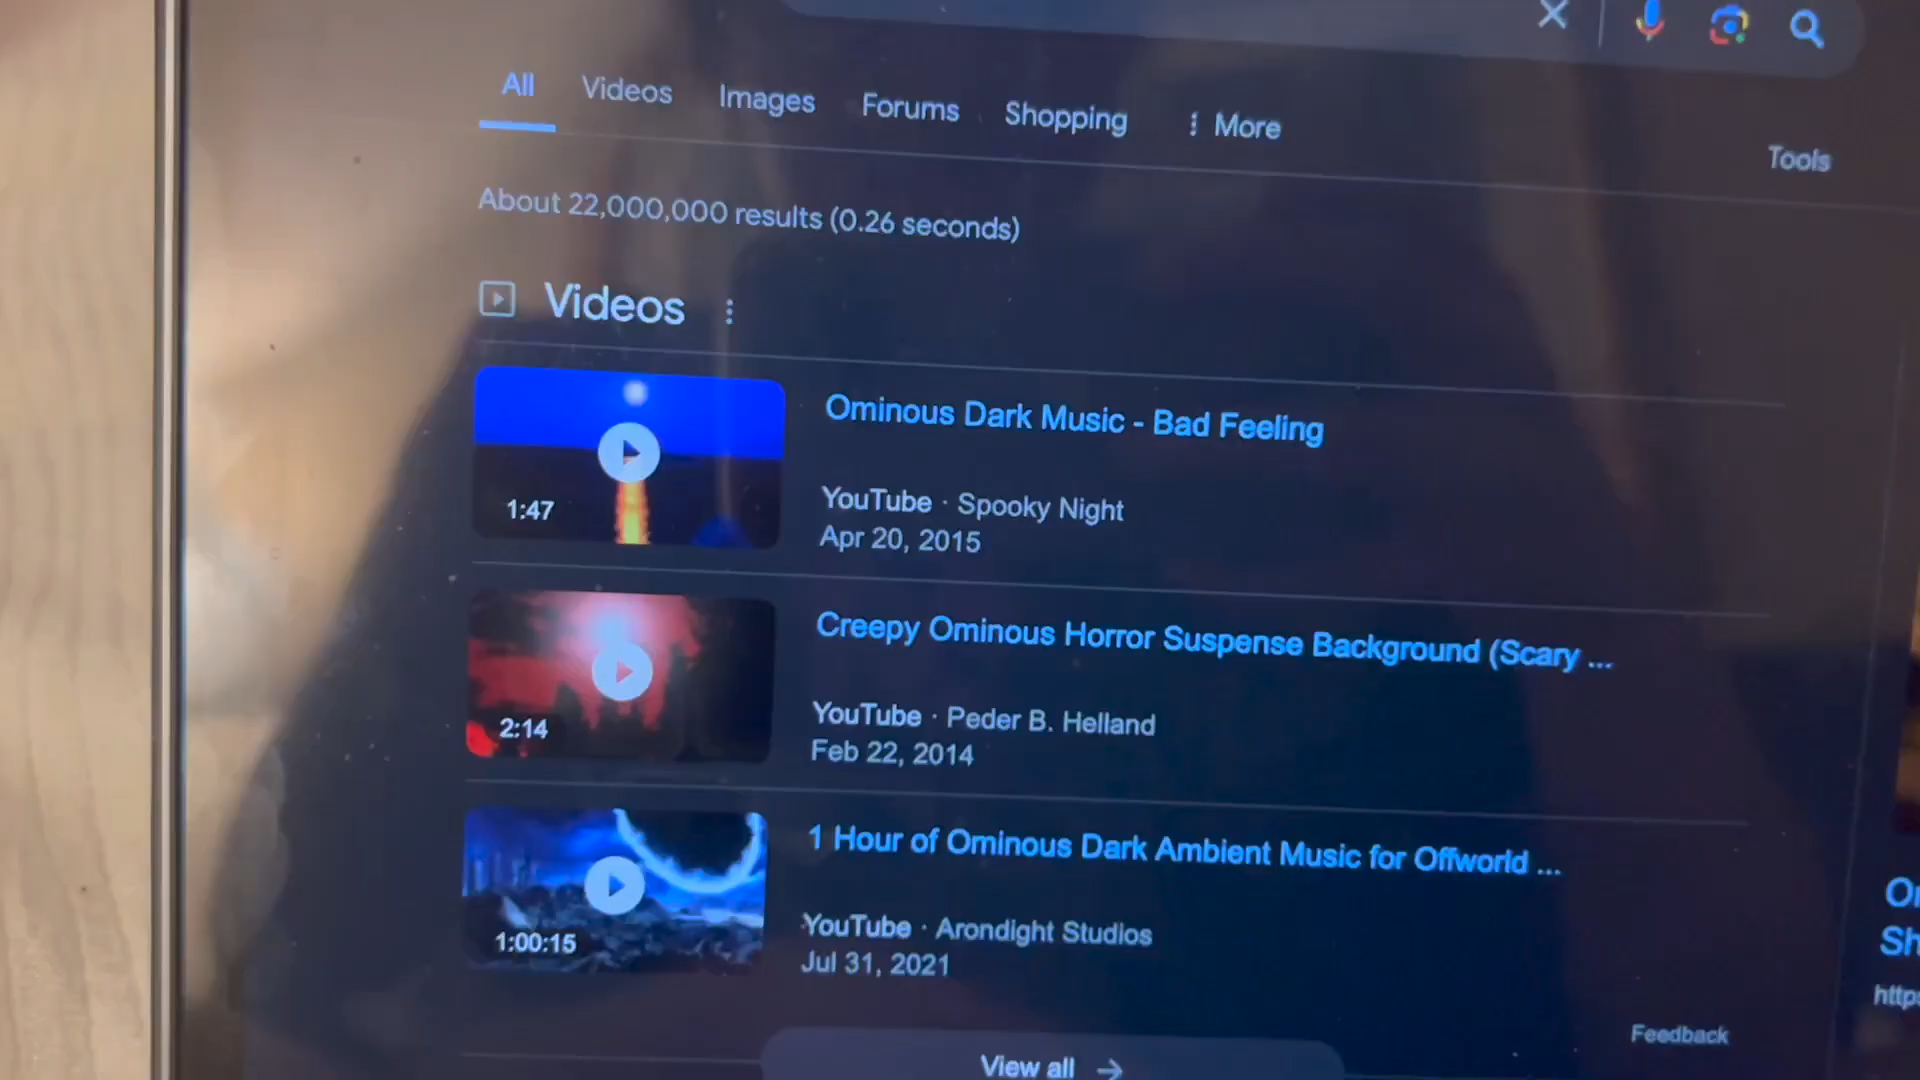 All Videos Images Forums Shopping More
Tools
About 22,000,000 results (0.26 seconds)
Videos
1:47
Ominous Dark Music - Bad Feeling
YouTube · Spooky Night
Apr 20, 2015
2:14
Creepy Ominous Horror Suspense Background (Scary ...
YouTube · Peder B. Helland
Feb 22, 2014
1:00:15
1 Hour of Ominous Dark Ambient Music for Offworld ...
YouTube · Arondight Studios
Jul 31, 2021
Feedback
View all